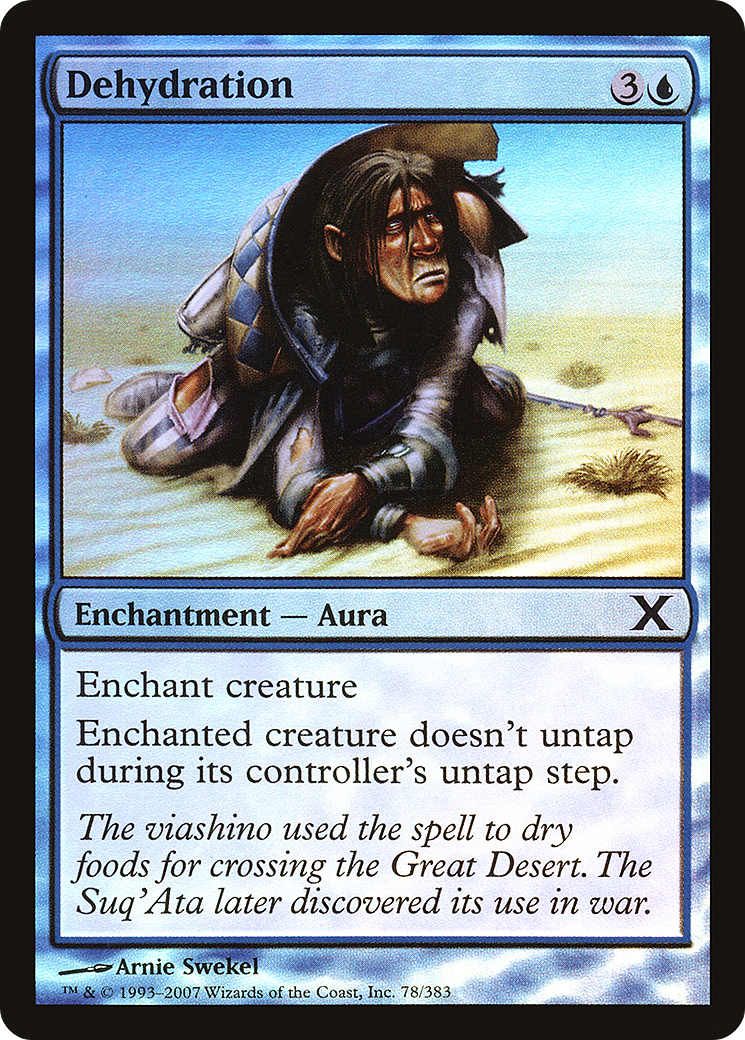 Dehydration 3
Enchantment — Aura X
Enchant creature
Enchanted creature doesn't untap
during its controller's untap step.
The viashino used the spell to dry
foods for crossing the Great Desert. The
Suq'Ata later discovered its use in war.
Arnie Swekel
™ & © 1993–2007 Wizards of the Coast, Inc. 78/383